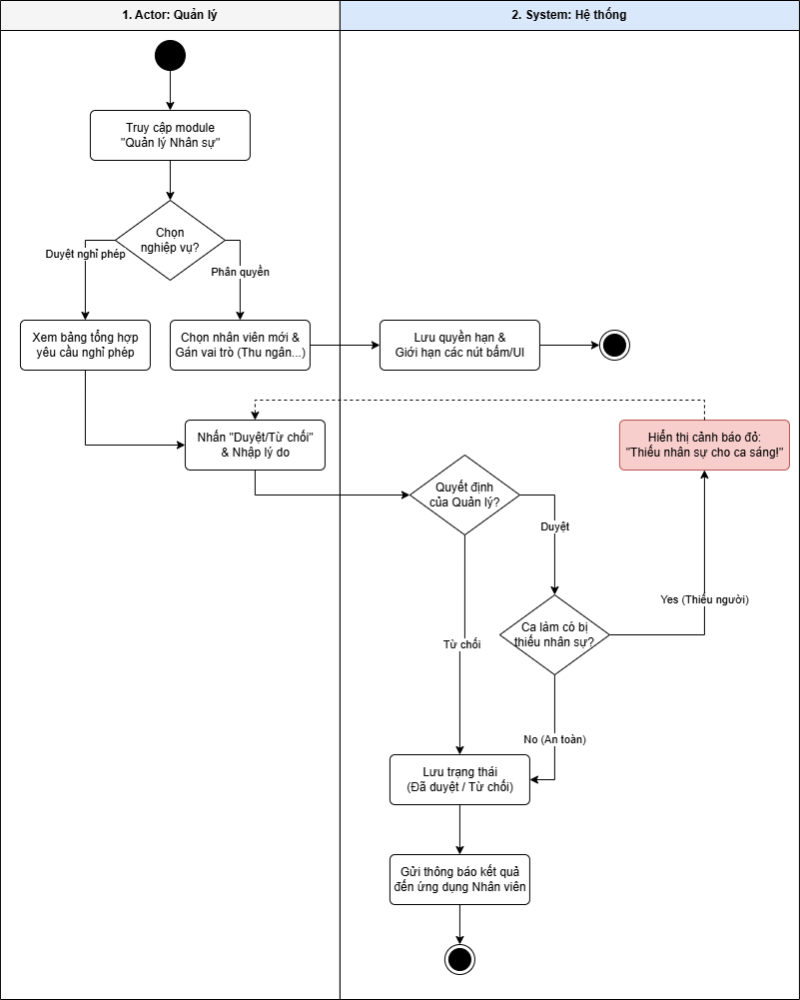 1. Actor: Quản lý
2. System: Hệ thống
Truy cập module
"Quản lý Nhân sự"
Chọn
nghiệp vụ?
Duyệt nghỉ phép
Phân quyền
Xem bảng tổng hợp
yêu cầu nghỉ phép
Chọn nhân viên mới &
Gán vai trò (Thu ngân...)
Lưu quyền hạn &
Giới hạn các nút bấm/UI
Nhấn "Duyệt/Từ chối"
& Nhập lý do
Hiển thị cảnh báo đỏ:
"Thiếu nhân sự cho ca sáng!"
Quyết định
của Quản lý?
Duyệt
Yes (Thiếu người)
Ca làm có bị
thiếu nhân sự?
Từ chối
No (An toàn)
Lưu trạng thái
(Đã duyệt / Từ chối)
Gửi thông báo kết quả
đến ứng dụng Nhân viên